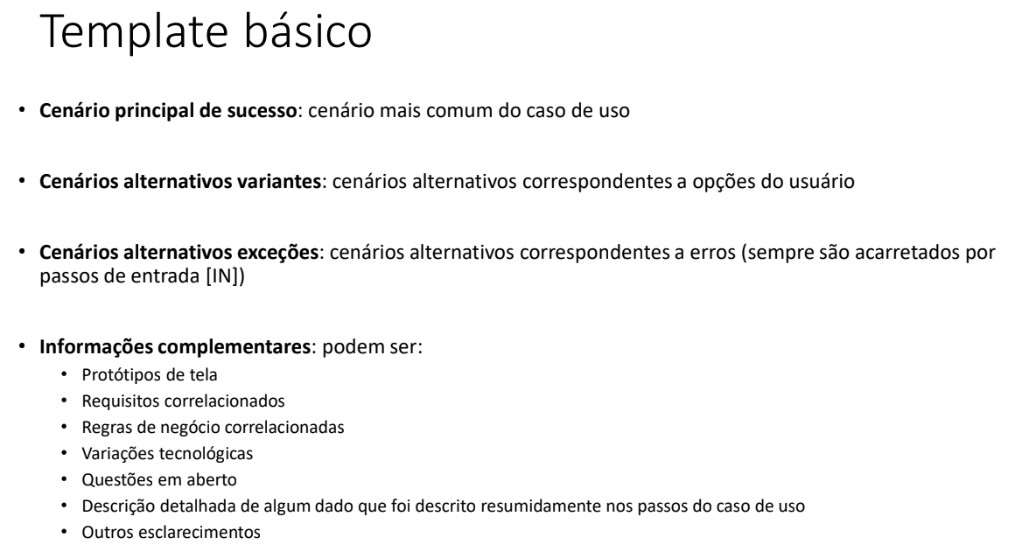 Template básico
• Cenário principal de sucesso: cenário mais comum do caso de uso
• Cenários alternativos variantes: cenários alternativos correspondentes a opções do usuário
• Cenários alternativos exceções: cenários alternativos correspondentes a erros (sempre são acarretados por
passos de entrada [IN])
• Informações complementares: podem ser:
• Protótipos de tela
• Requisitos correlacionados
• Regras de negócio correlacionadas
• Variações tecnológicas
• Questões em aberto
• Descrição detalhada de algum dado que foi descrito resumidamente nos passos do caso de uso
• Outros esclarecimentos